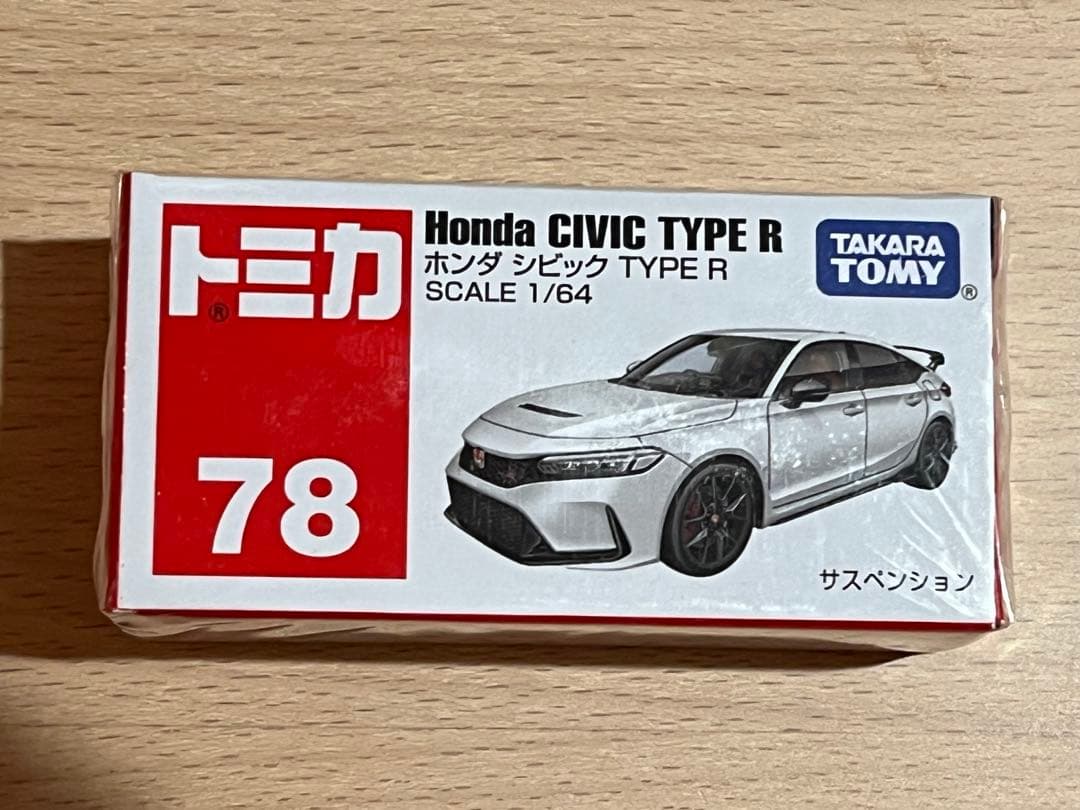 トミカ®
78
Honda CIVIC TYPE R
ホンダ シビック TYPE R
SCALE 1/64
TAKARA
TOMY®
サスペンション